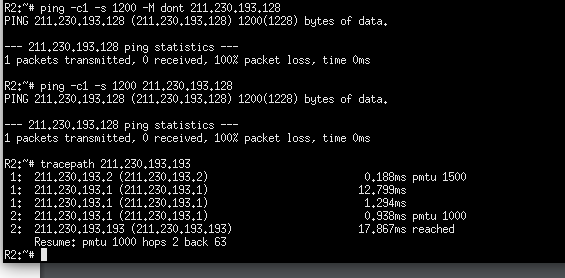 R2:~# ping -c1 -s 1200 -M dont 211.230.193.128
PING 211.230.193.128 (211.230.193.128) 1200(1228) bytes of data.
--- 211.230.193.128 ping statistics ---
1 packets transmitted, 0 received, 100% packet loss, time 0ms
R2:~# ping -c1 -s 1200 211.230.193.128
PING 211.230.193.128 (211.230.193.128) 1200(1228) bytes of data.
--- 211.230.193.128 ping statistics ---
1 packets transmitted, 0 received, 100% packet loss, time 0ms
R2:~# tracepath 211.230.193.193
1: 211.230.193.2 (211.230.193.2) 0.188ms pmtu 1500
1: 211.230.193.1 (211.230.193.1) 12.799ms
1: 211.230.193.1 (211.230.193.1) 1.294ms
2: 211.230.193.1 (211.230.193.1) 0.938ms pmtu 1000
2: 211.230.193.193 (211.230.193.193) 17.867ms reached
Resume: pmtu 1000 hops 2 back 63
R2:~#